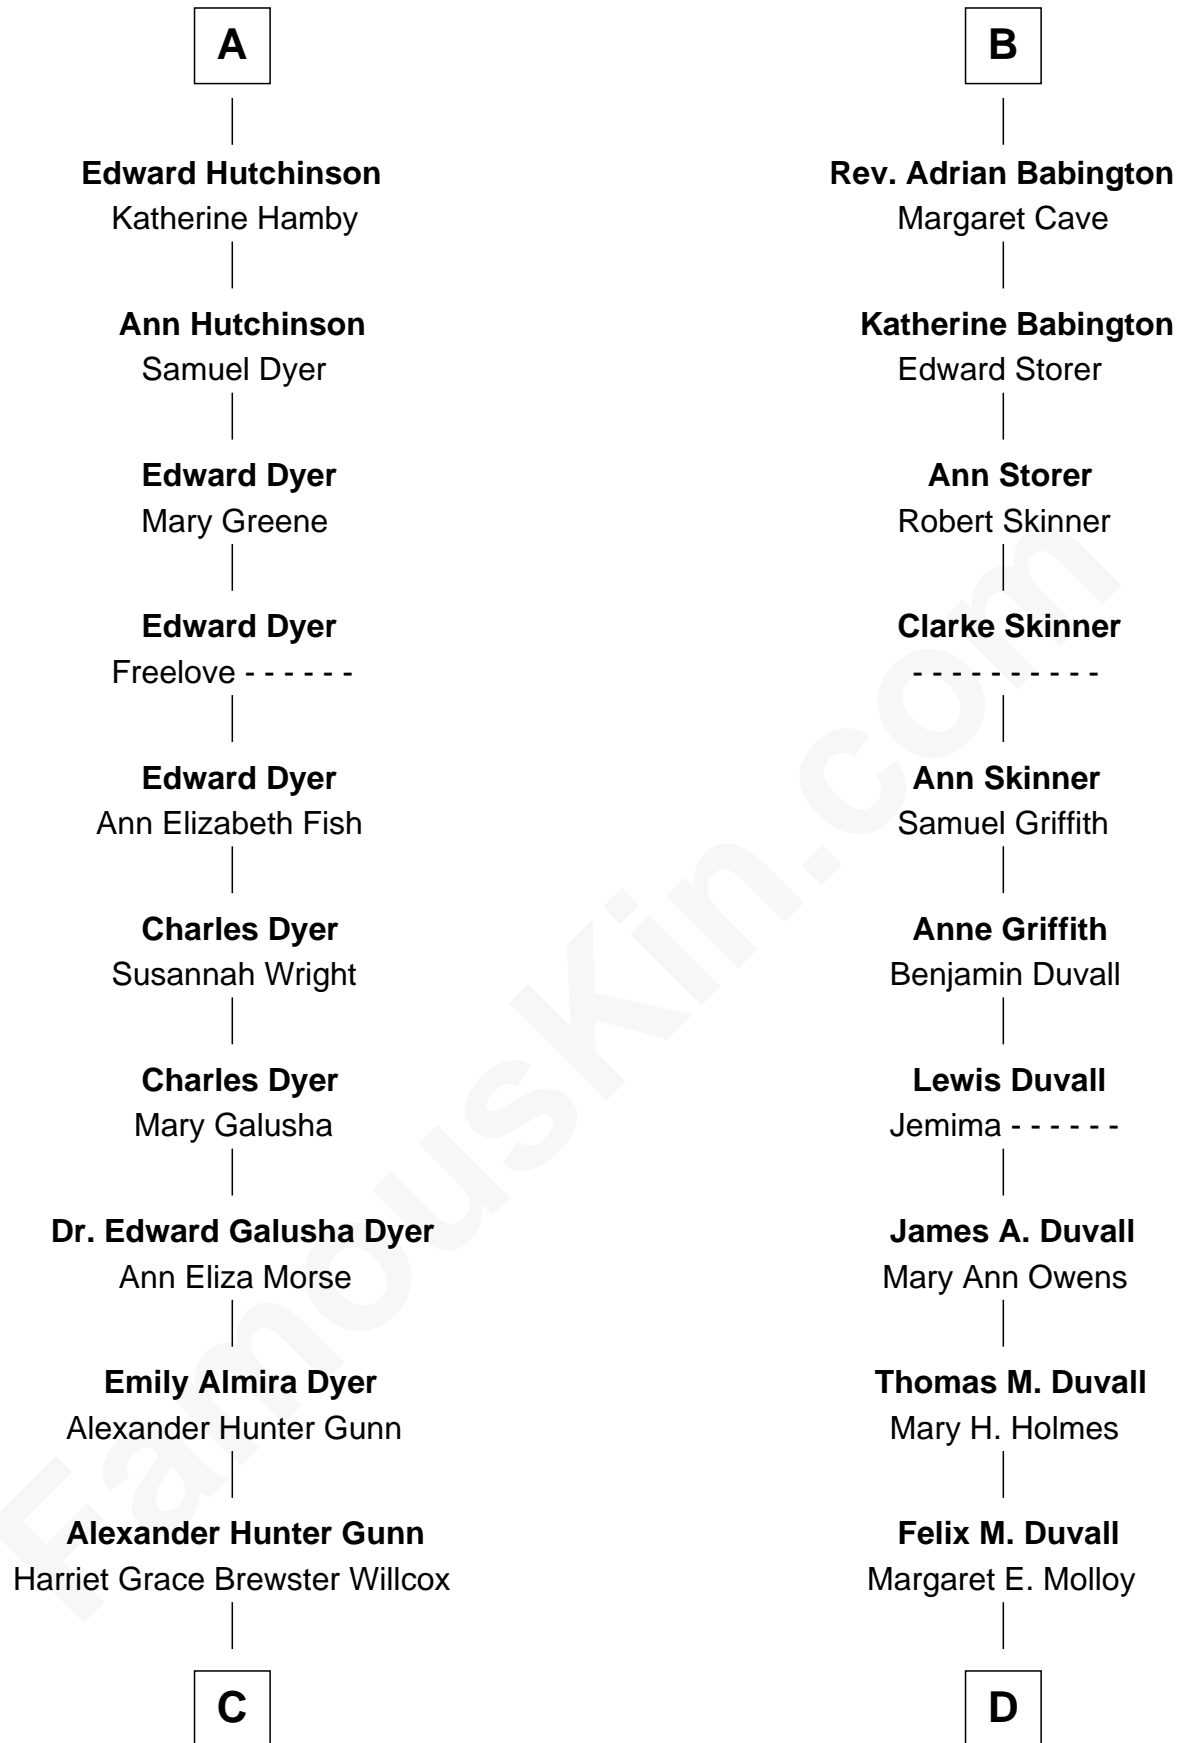 A
Edward Hutchinson
Katherine Hamby
Ann Hutchinson
Samuel Dyer
Edward Dyer
Mary Greene
Edward Dyer
Freelove - - - - - -
Edward Dyer
Ann Elizabeth Fish
Charles Dyer
Susannah Wright
Charles Dyer
Mary Galusha
Dr. Edward Galusha Dyer
Ann Eliza Morse
Emily Almira Dyer
Alexander Hunter Gunn
Alexander Hunter Gunn
Harriet Grace Brewster Willcox
C
B
Rev. Adrian Babington
Margaret Cave
Katherine Babington
Edward Storer
Ann Storer
Robert Skinner
Clarke Skinner
- - - - - - - - - -
Ann Skinner
Samuel Griffith
Anne Griffith
Benjamin Duvall
Lewis Duvall
Jemima - - - - - -
James A. Duvall
Mary Ann Owens
Thomas M. Duvall
Mary H. Holmes
Felix M. Duvall
Margaret E. Molloy
D
FamousKin.com